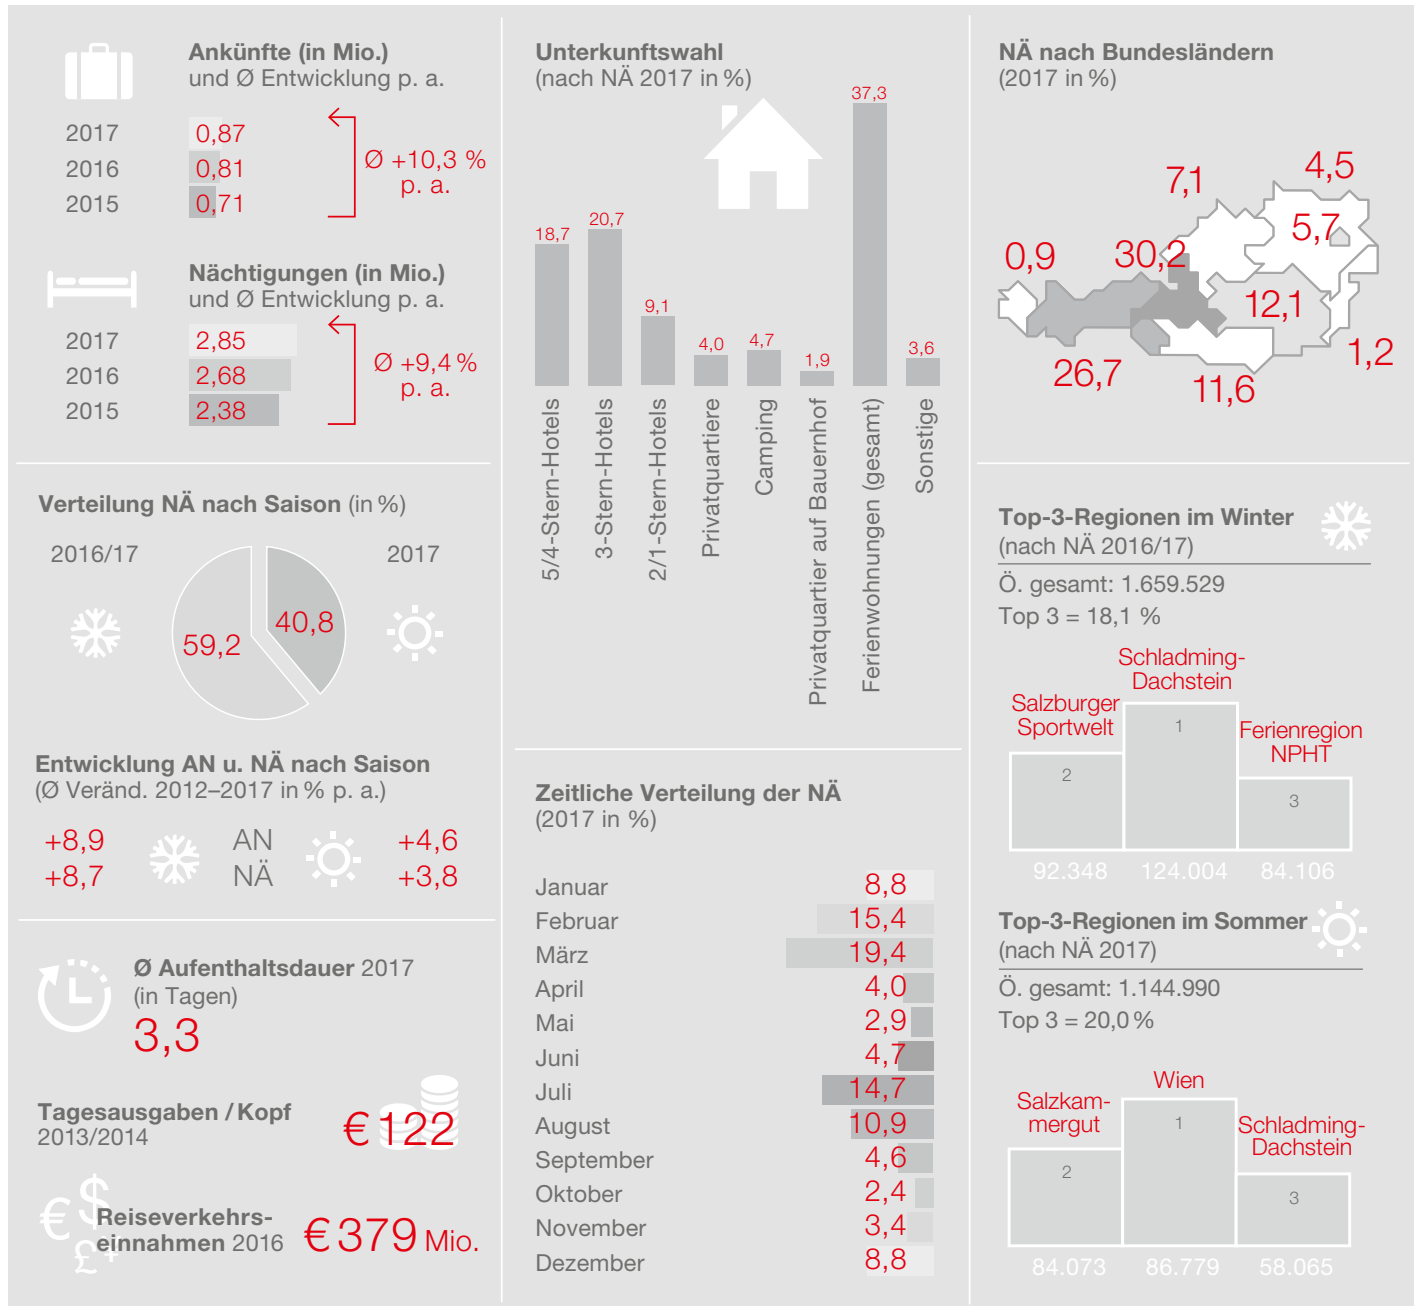 Ankünfte (in Mio.)
und Ø Entwicklung p. a.
2017
0,87
2016
0,81
2015
0,71
Ø +10,3 %
p. a.
Nächtigungen (in Mio.)
und Ø Entwicklung p. a.
2017
2,85
2016
2,68
2015
2,38
Ø +9,4 %
p. a.
Verteilung NÄ nach Saison (in %)
2016/17
2017
59,2
40,8
Entwicklung AN u. NÄ nach Saison
(Ø Veränd. 2012–2017 in % p. a.)
+8,9 AN +4,6
+8,7 NÄ +3,8
Ø Aufenthaltsdauer 2017
(in Tagen)
3,3
Tagesausgaben / Kopf
2013/2014
€ 122
€ $ £ ¥
Reiseverkehrs-
einnahmen 2016
€ 379 Mio.
Unterkunftswahl
(nach NÄ 2017 in %)
18,7
20,7
9,1
4,0
4,7
1,9
37,3
3,6
5/4-Stern-Hotels
3-Stern-Hotels
2/1-Stern-Hotels
Privatquartiere
Camping
Privatquartier auf Bauernhof
Ferienwohnungen (gesamt)
Sonstige
Zeitliche Verteilung der NÄ
(2017 in %)
Januar 8,8
Februar 15,4
März 19,4
April 4,0
Mai 2,9
Juni 4,7
Juli 14,7
August 10,9
September 4,6
Oktober 2,4
November 3,4
Dezember 8,8
NÄ nach Bundesländern
(2017 in %)
4,5
7,1
5,7
0,9
30,2
12,1
1,2
26,7
11,6
Top-3-Regionen im Winter
(nach NÄ 2016/17)
Ö. gesamt: 1.659.529
Top 3 = 18,1 %
Schladming-
Dachstein
Salzburger
Sportwelt
Ferienregion
NPHT
1
2
3
92.348
124.004
84.106
Top-3-Regionen im Sommer
(nach NÄ 2017)
Ö. gesamt: 1.144.990
Top 3 = 20,0 %
Wien
Salzkam-
mergut
Schladming-
Dachstein
1
2
3
84.073
86.779
58.065